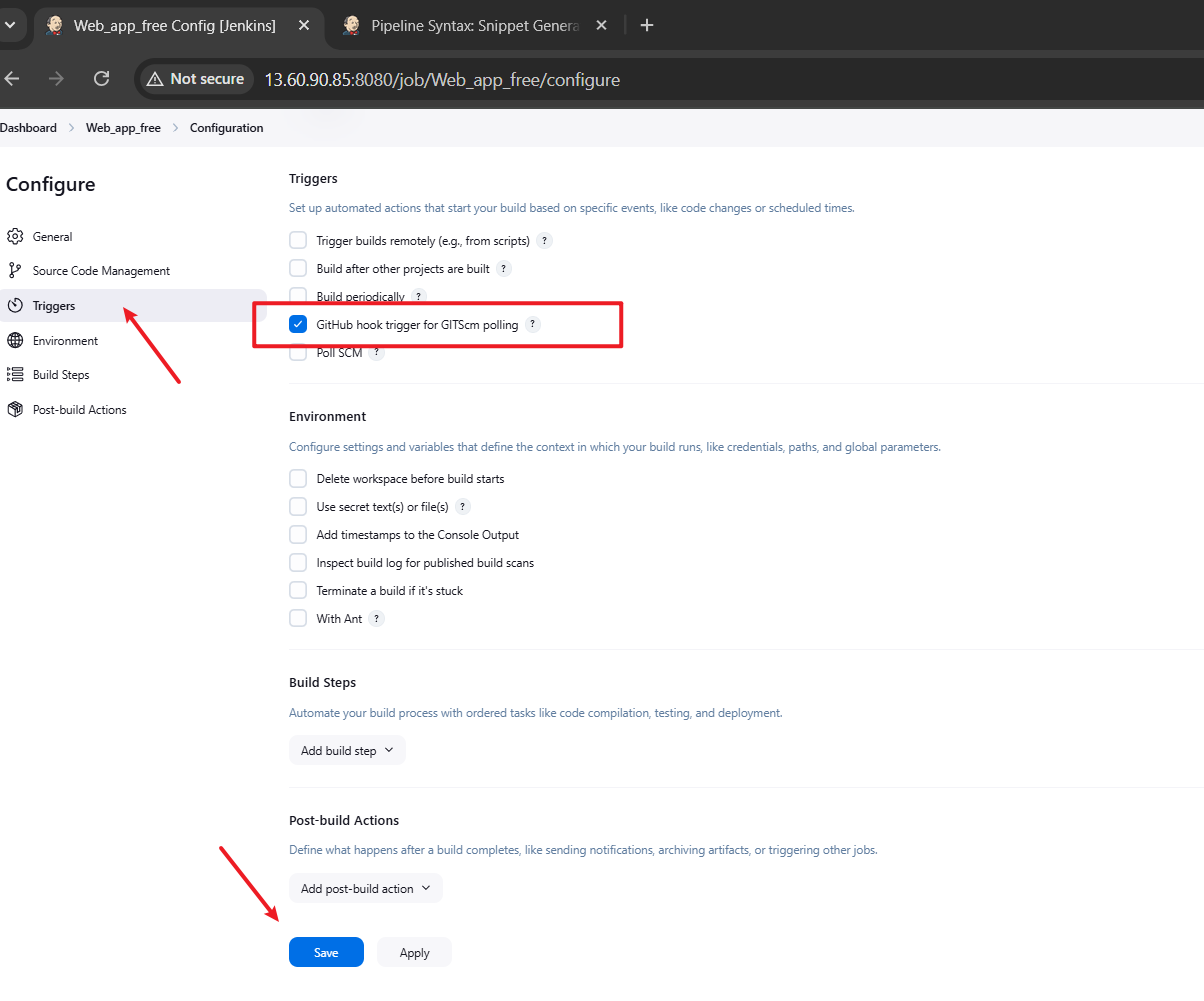 Web_app_free Config [Jenkins]
Pipeline Syntax: Snippet Genera
Not secure
13.60.90.85:8080/job/Web_app_free/configure
Dashboard > Web_app_free > Configuration
Configure
General
Source Code Management
Triggers
Environment
Build Steps
Post-build Actions
Triggers
Set up automated actions that start your build based on specific events, like code changes or scheduled times.
Trigger builds remotely (e.g., from scripts) ?
Build after other projects are built ?
Build periodically ?
GitHub hook trigger for GITScm polling ?
Poll SCM ?
Environment
Configure settings and variables that define the context in which your build runs, like credentials, paths, and global parameters.
Delete workspace before build starts
Use secret text(s) or file(s) ?
Add timestamps to the Console Output
Inspect build log for published build scans
Terminate a build if it's stuck
With Ant ?
Build Steps
Automate your build process with ordered tasks like code compilation, testing, and deployment.
Add build step
Post-build Actions
Define what happens after a build completes, like sending notifications, archiving artifacts, or triggering other jobs.
Add post-build action
Save
Apply